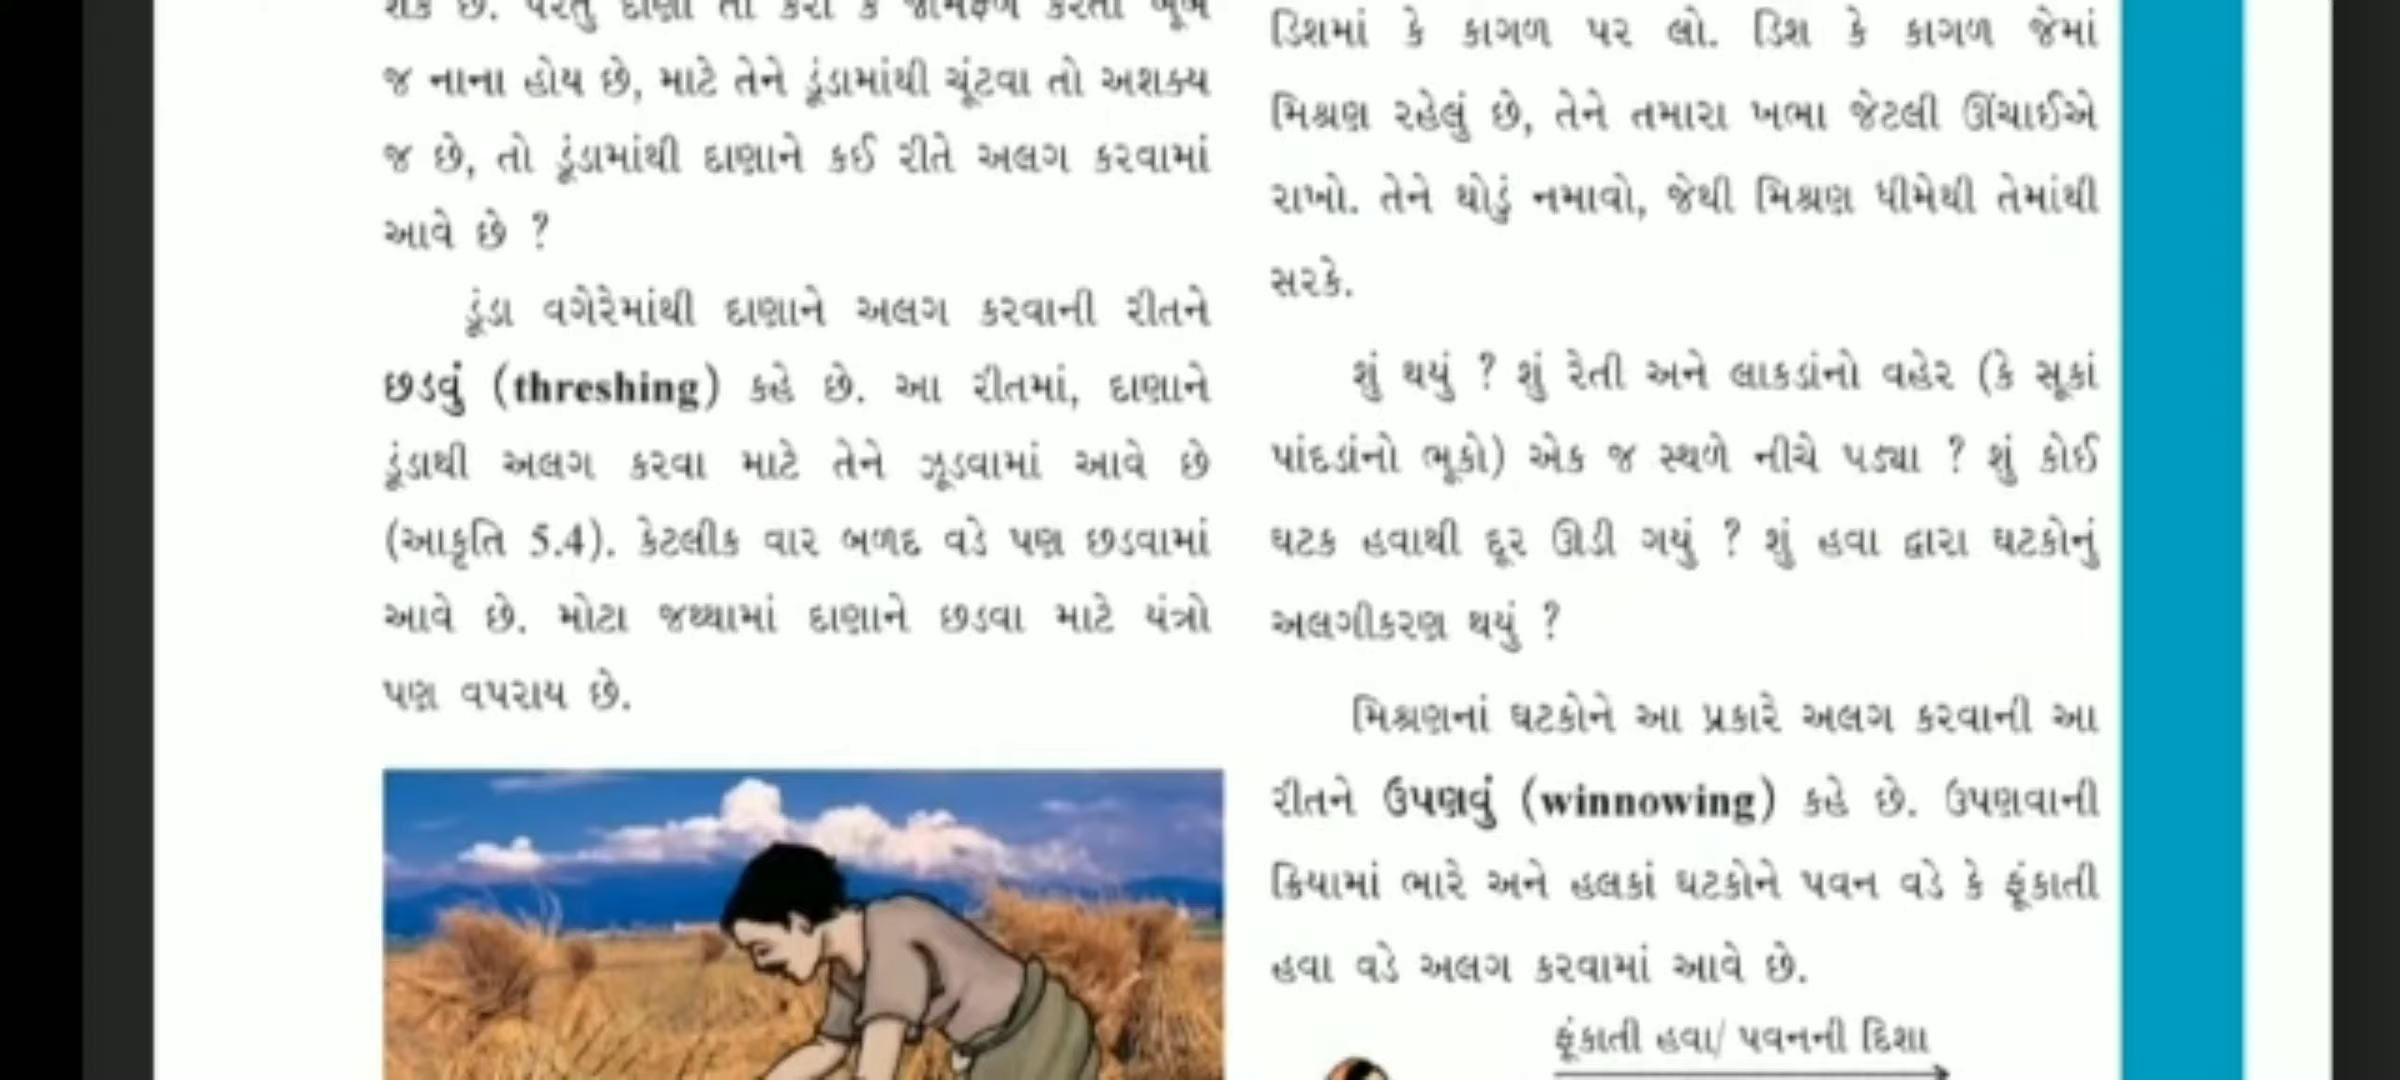 જ નાના હોય છે, માટે તેને ડૂંડામાંથી ચૂંટવા તો અશક્ય
જ છે, તો ડૂંડામાંથી દાણાને કઈ રીતે અલગ કરવામાં
આવે છે ?
ડૂંડા વગેરેમાંથી દાણાને અલગ કરવાની રીતને
છડવું (threshing) કહે છે. આ રીતમાં, દાણાને
ડૂંડાથી અલગ કરવા માટે તેને ઝૂડવામાં આવે છે
(આકૃતિ 5.4). કેટલીક વાર બળદ વડે પણ છડવામાં
આવે છે. મોટા જથ્થામાં દાણાને છડવા માટે યંત્રો
પણ વપરાય છે.
ડિશમાં કે કાગળ પર લો. ડિશ કે કાગળ જેમાં
મિશ્રણ રહેલું છે, તેને તમારા ખભા જેટલી ઊંચાઈએ
રાખો. તેને થોડું નમાવો, જેથી મિશ્રણ ધીમેથી તેમાંથી
સરકે.
શું થયું ? શું રેતી અને લાકડાંનો વહેર (કે સૂકાં
પાંદડાંનો ભૂકો) એક જ સ્થળે નીચે પડ્યા ? શું કોઈ
ઘટક હવાથી દૂર ઊડી ગયું ? શું હવા દ્વારા ઘટકોનું
અલગીકરણ થયું ?
મિશ્રણનાં ઘટકોને આ પ્રકારે અલગ કરવાની આ
રીતને ઉપણવું (winnowing) કહે છે. ઉપણવાની
ક્રિયામાં ભારે અને હલકાં ઘટકોને પવન વડે કે ફૂંકાતી
હવા વડે અલગ કરવામાં આવે છે.
ફૂંકાતી હવા/ પવનની દિશા